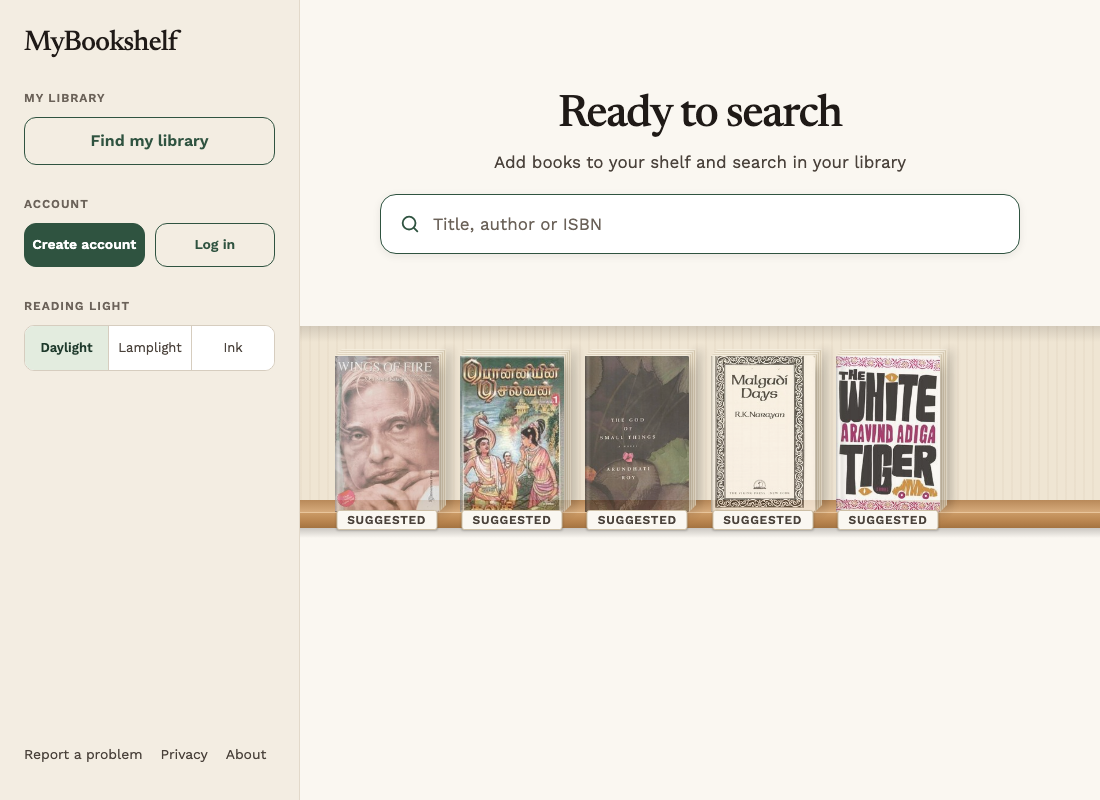 MyBookshelf
MY LIBRARY
Find my library
ACCOUNT
Create account
Log in
READING LIGHT
Daylight
Lamplight
Ink
Report a problem
Privacy
About
Ready to search
Add books to your shelf and search in your library
Title, author or ISBN
WINGS OF FIRE
SUGGESTED
பொன்னியின்
செல்வன்
1
SUGGESTED
THE GOD
OF
SMALL THINGS
A NOVEL
ARUNDHATI
ROY
SUGGESTED
Malgudi
Days
R.K.Narayan
SUGGESTED
THE
WHITE
ARAVIND ADIGA
TIGER
SUGGESTED